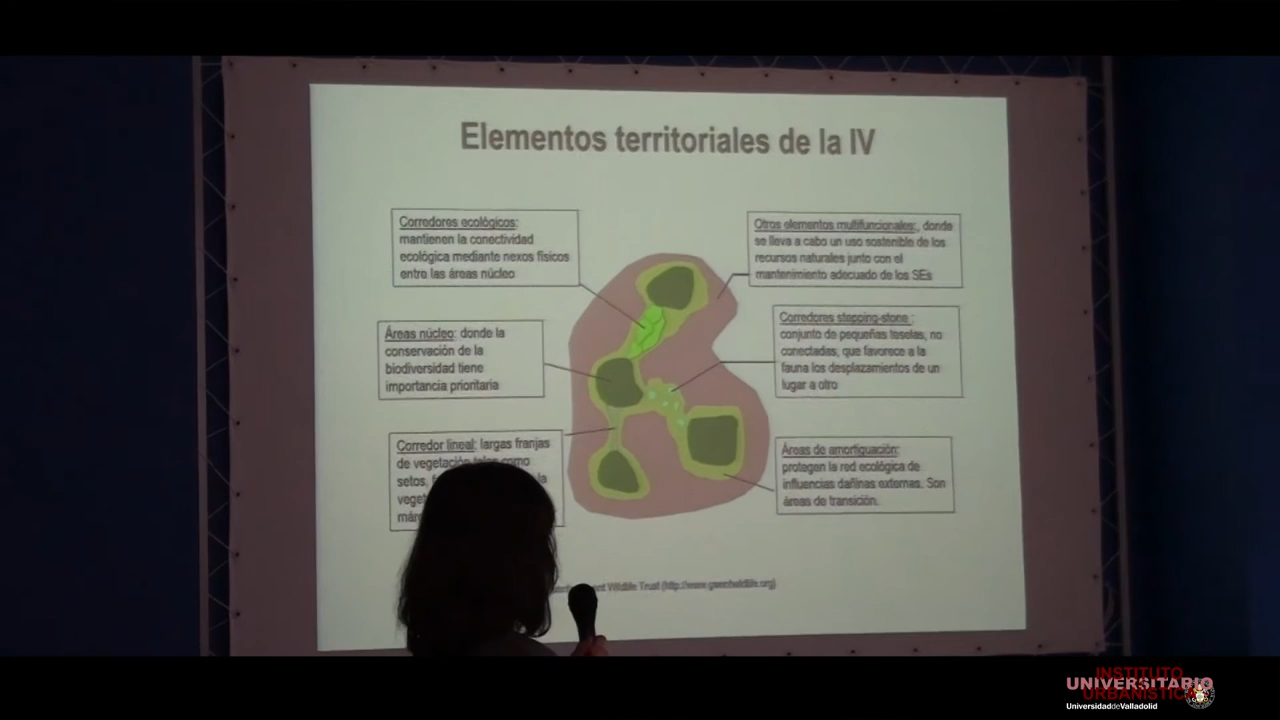 Elementos territoriales de la IV
Corredores ecológicos:
mantienen la conectividad
ecológica mediante nexos físicos
entre las áreas núcleo
Otros elementos multifuncionales:, donde
se lleva a cabo un uso sostenible de los
recursos naturales junto con el
mantenimiento adecuado de los SEs
Áreas núcleo: donde la
conservación de la
biodiversidad tiene
importancia prioritaria
Corredores stepping-stone :
conjunto de pequeñas teselas, no
conectadas, que favorece a la
fauna los desplazamientos de un
lugar a otro
Corredor lineal: largas franjas
de vegetación tales como
setos, la
Áreas de amortiguación:
protegen la red ecológica de
influencias dañinas externas. Son
áreas de transición.
Wildlife Trust
INSTITUTO
UNIVERSITARIO
URBANÍSTICA
UniversidaddeValladolid